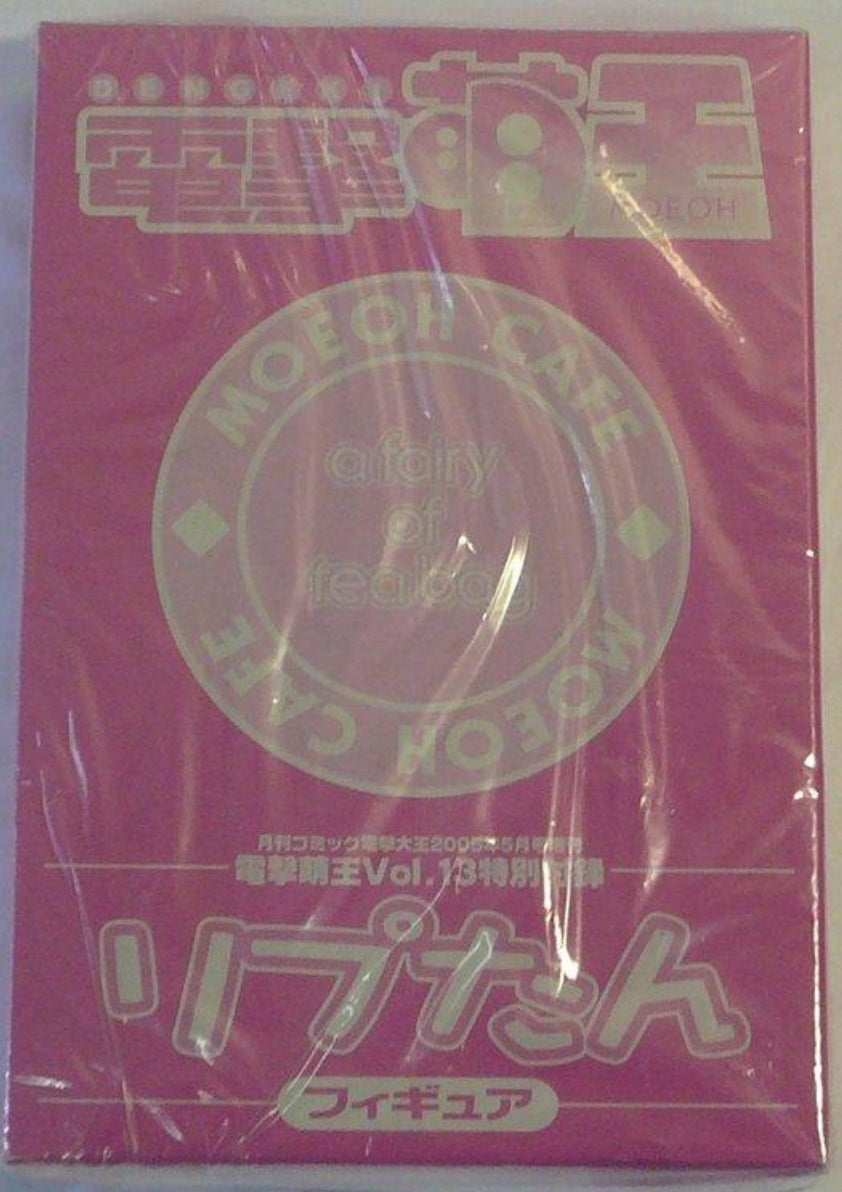 DENGEKI
電撃萌王
MOEOH
MOEOH CAFE
a fairy
of
teabag
MOEOH CAFE
月刊コミック電撃大王2005年5月号増刊
電撃萌王Vol.13特別付録
リプたん
フィギュア